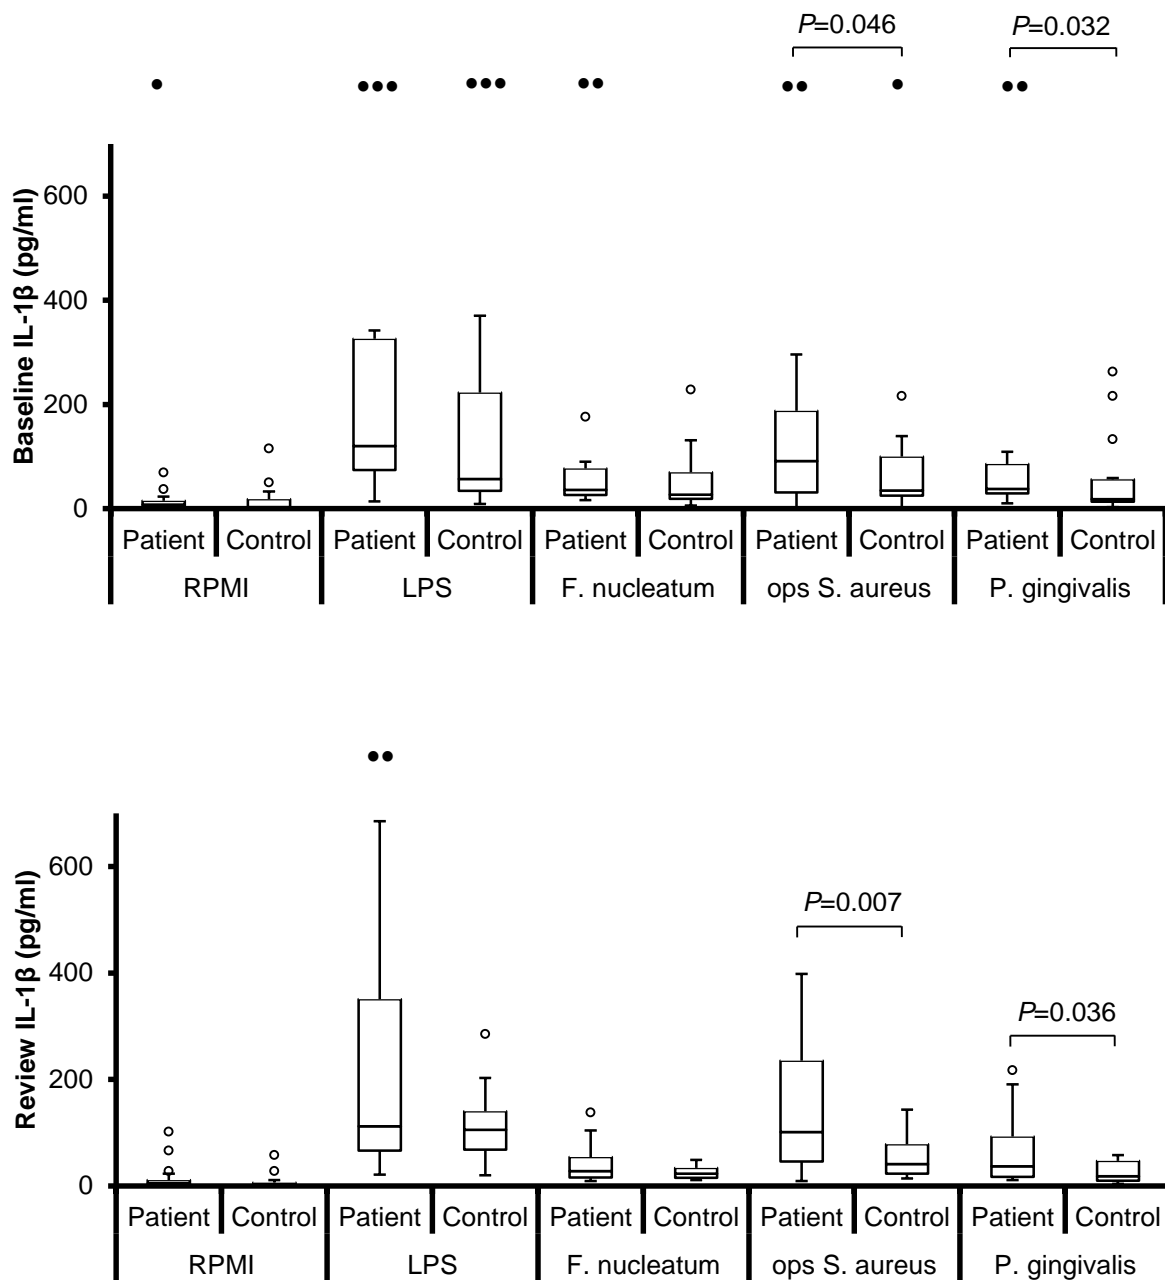 P=0.046
P=0.032
Baseline IL-1β (pg/ml)
600
400
200
0
Patient Control Patient Control Patient Control Patient Control Patient Control
RPMI LPS F. nucleatum ops S. aureus P. gingivalis
Review IL-1β (pg/ml)
600
P=0.007
400
P=0.036
200
0
Patient Control Patient Control Patient Control Patient Control Patient Control
RPMI LPS F. nucleatum ops S. aureus P. gingivalis